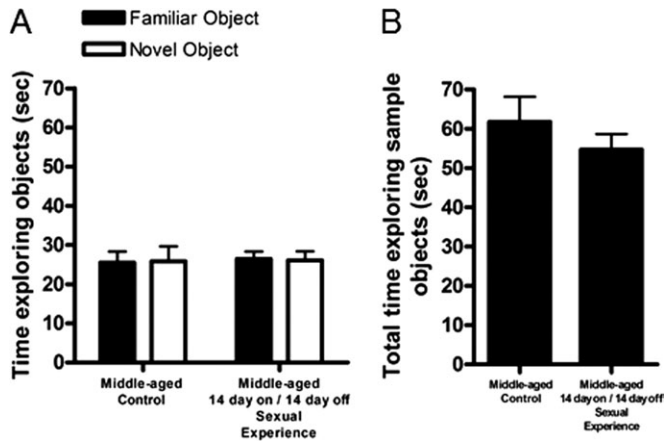 A
Familiar Object
Novel Object
Time exploring objects (sec)
70
60
50
40
30
20
10
0
Middle-aged
Control
Middle-aged
14 day on / 14 day off
Sexual
Experience
B
Total time exploring sample
objects (sec)
70
60
50
40
30
20
10
0
Middle-aged
Control
Middle-aged
14 day on / 14 day off
Sexual
Experience